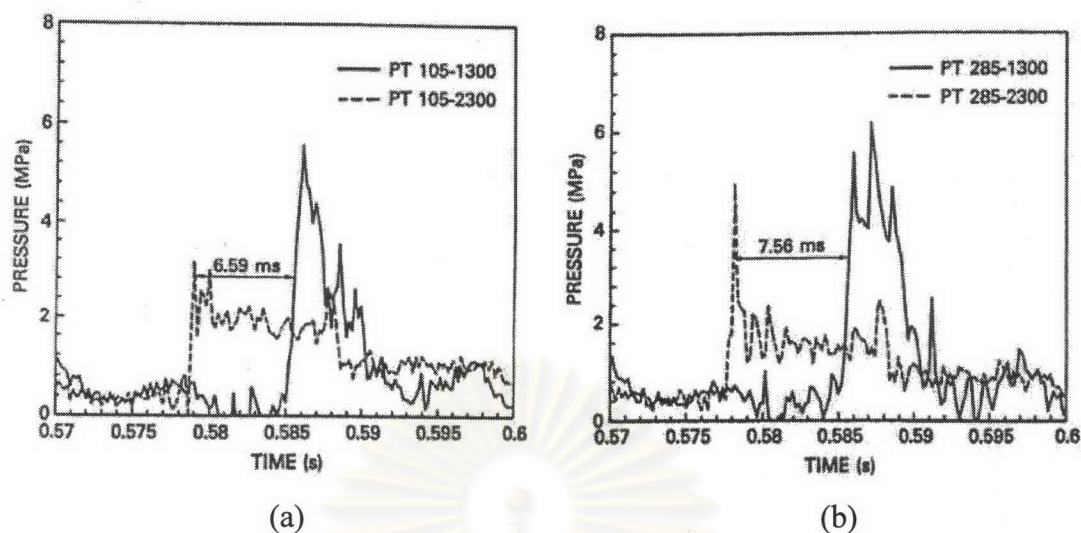 8
6
4
2
0
PRESSURE (MPa)
PT 105-1300
PT 105-2300
6.59 ms
0.57 0.575 0.58 0.585 0.59 0.595 0.6
TIME (s)
(a)
8
6
4
2
0
PRESSURE (MPa)
PT 285-1300
PT 285-2300
7.56 ms
0.57 0.575 0.58 0.585 0.59 0.595 0.6
TIME (s)
(b)